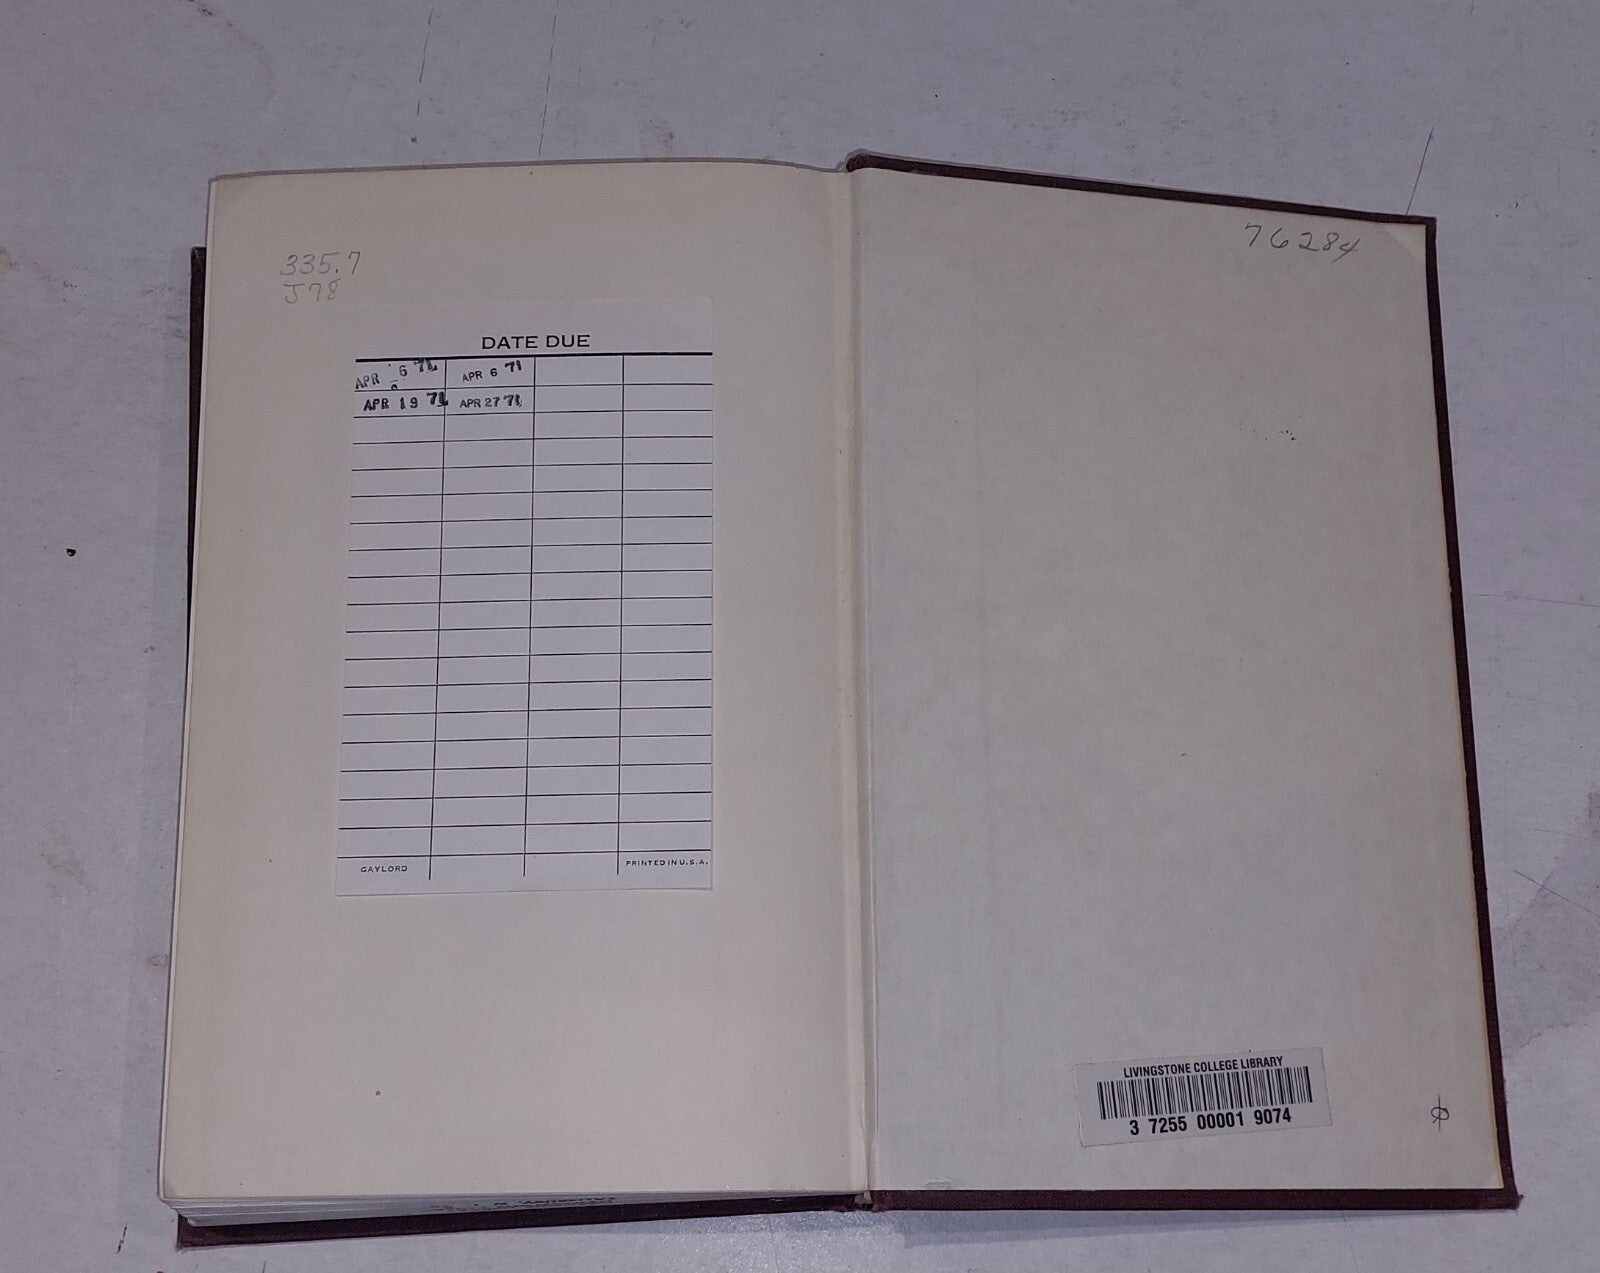 335.7
J78
DATE DUE
APR 6 71 APR 6 '71
APR 19 71 APR 27 '71
GAYLORD PRINTED IN U.S.A.
76284
LIVINGSTONE COLLEGE LIBRARY
3 7255 00001 9074